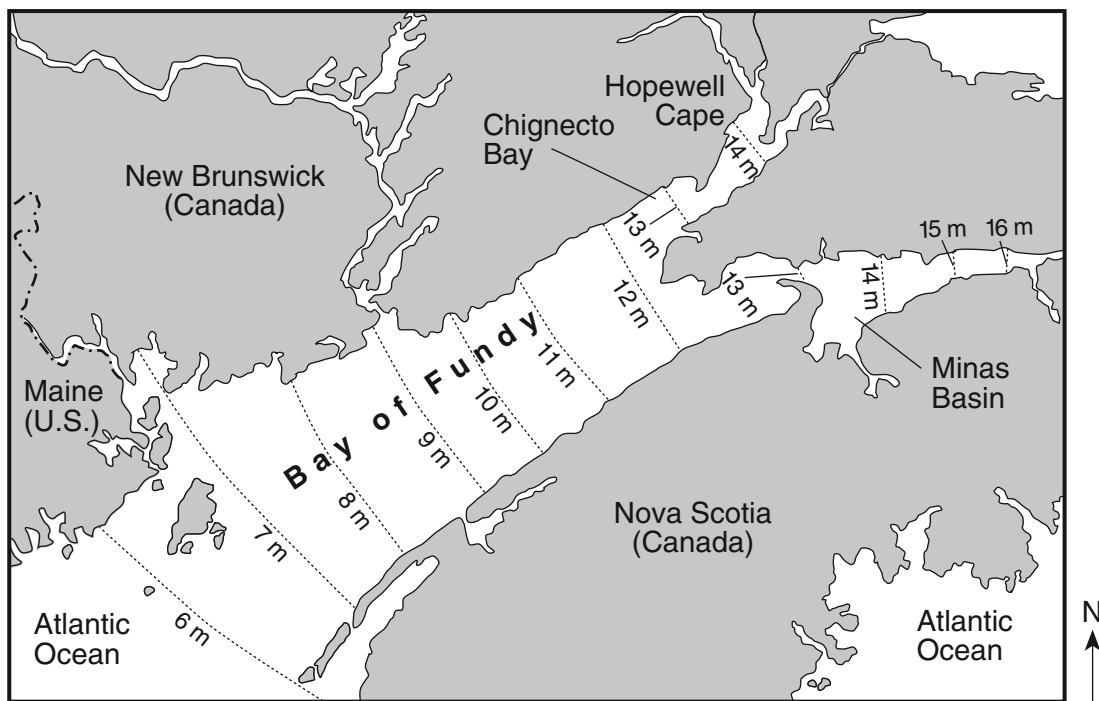 Hopewell
Cape
Chignecto
Bay
14 m
New Brunswick
(Canada)
13 m
15 m
16 m
13 m
14 m
12 m
Bay of Fundy
11 m
10 m
9 m
8 m
7 m
6 m
Maine
(U.S.)
Minas
Basin
Nova Scotia
(Canada)
Atlantic
Ocean
Atlantic
Ocean
N